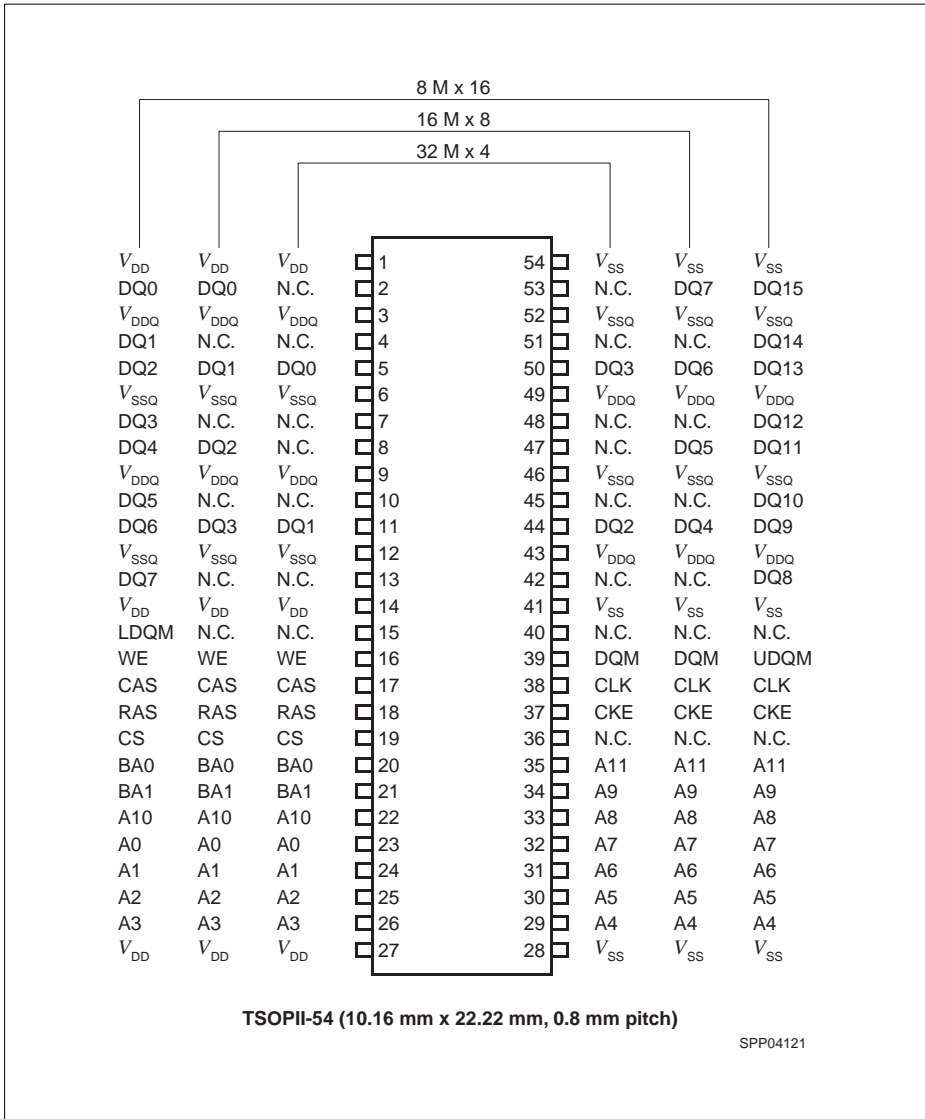 8 M x 16
16 M x 8
32 M x 4
VDD VDD VDD 1 54 VSS VSS VSS
DQ0 DQ0 N.C. 2 53 N.C. DQ7 DQ15
VDDQ VDDQ VDDQ 3 52 VSSQ VSSQ VSSQ
DQ1 N.C. N.C. 4 51 N.C. N.C. DQ14
DQ2 DQ1 DQ0 5 50 DQ3 DQ6 DQ13
VSSQ VSSQ VSSQ 6 49 VDDQ VDDQ VDDQ
DQ3 N.C. N.C. 7 48 N.C. N.C. DQ12
DQ4 DQ2 N.C. 8 47 N.C. DQ5 DQ11
VDDQ VDDQ VDDQ 9 46 VSSQ VSSQ VSSQ
DQ5 N.C. N.C. 10 45 N.C. N.C. DQ10
DQ6 DQ3 DQ1 11 44 DQ2 DQ4 DQ9
VSSQ VSSQ VSSQ 12 43 VDDQ VDDQ VDDQ
DQ7 N.C. N.C. 13 42 N.C. N.C. DQ8
VDD VDD VDD 14 41 VSS VSS VSS
LDQM N.C. N.C. 15 40 N.C. N.C. N.C.
WE WE WE 16 39 DQM DQM UDQM
CAS CAS CAS 17 38 CLK CLK CLK
RAS RAS RAS 18 37 CKE CKE CKE
CS CS CS 19 36 N.C. N.C. N.C.
BA0 BA0 BA0 20 35 A11 A11 A11
BA1 BA1 BA1 21 34 A9 A9 A9
A10 A10 A10 22 33 A8 A8 A8
A0 A0 A0 23 32 A7 A7 A7
A1 A1 A1 24 31 A6 A6 A6
A2 A2 A2 25 30 A5 A5 A5
A3 A3 A3 26 29 A4 A4 A4
VDD VDD VDD 27 28 VSS VSS VSS
TSOPII-54 (10.16 mm x 22.22 mm, 0.8 mm pitch)
SPP04121